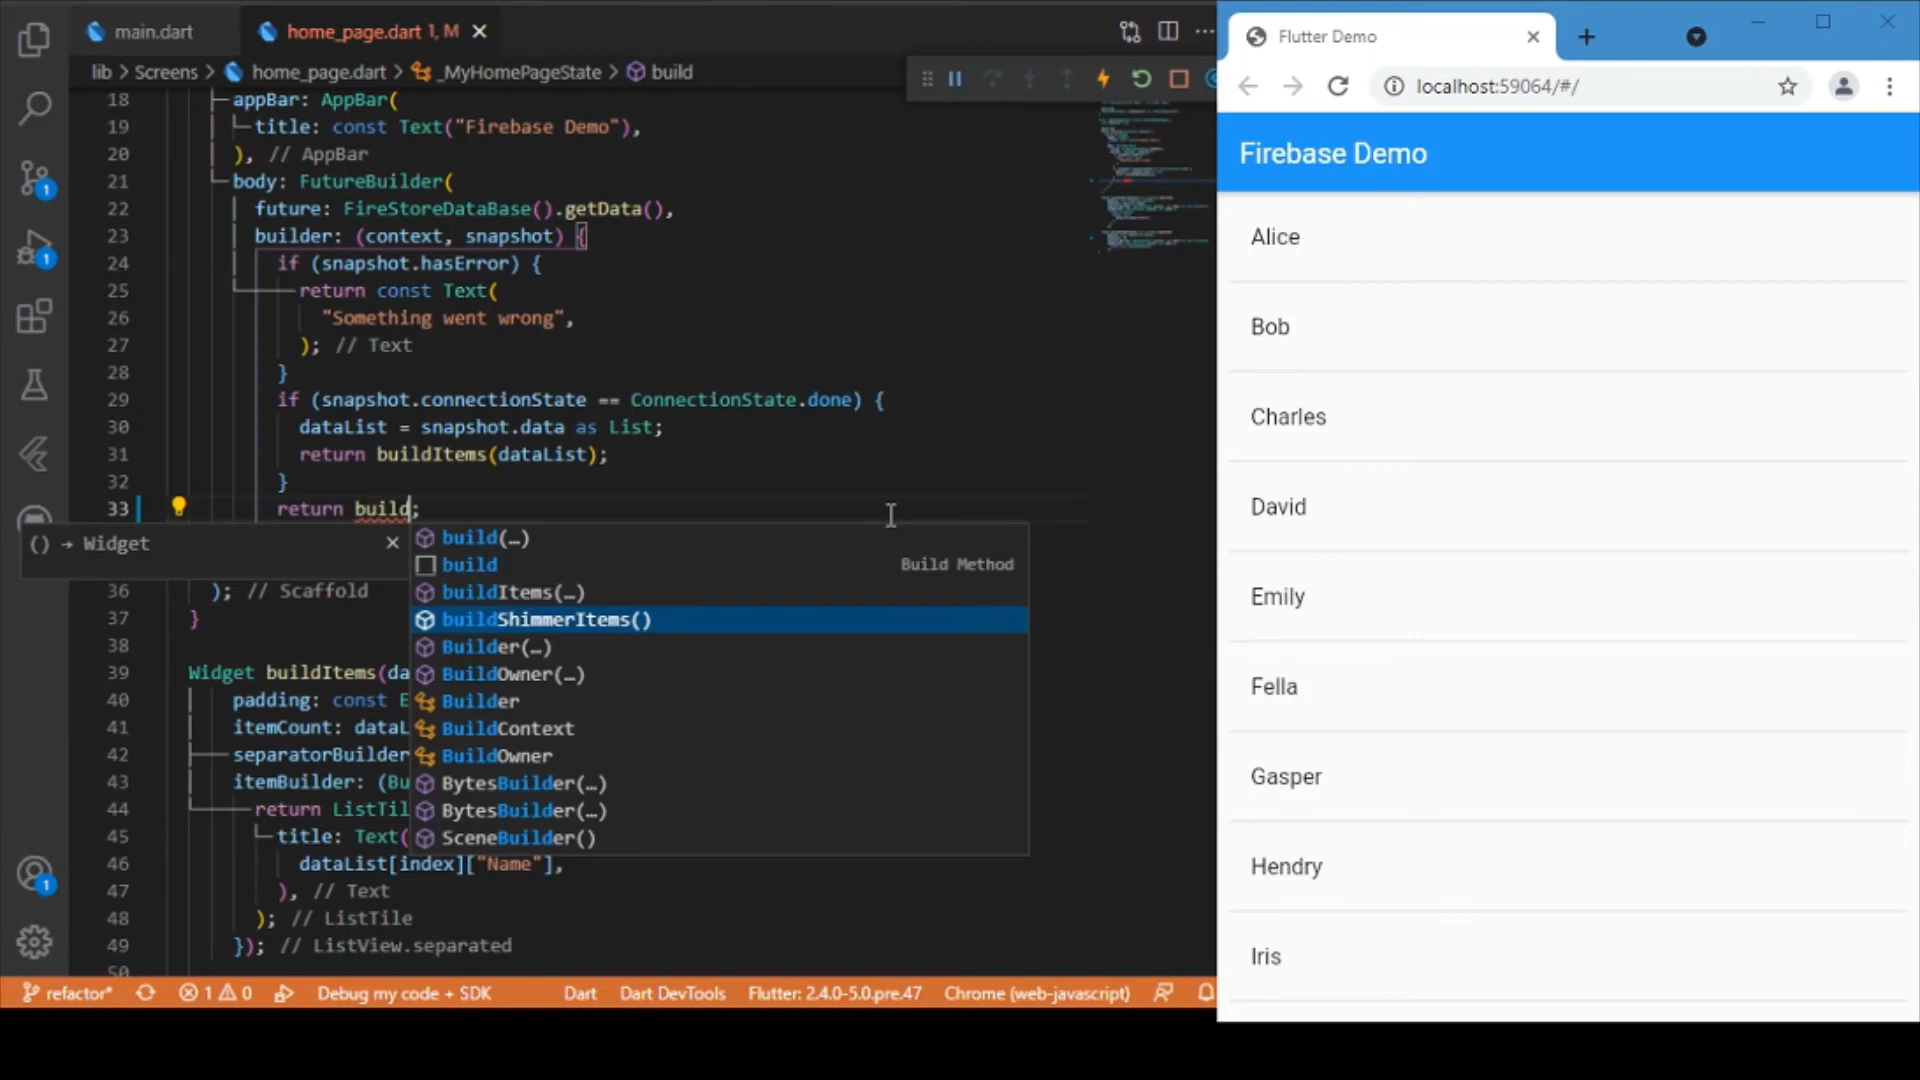 main.dart
home_page.dart 1, M
lib > Screens > home_page.dart > _MyHomePageState > build
18 appBar: AppBar(
19 title: const Text("Firebase Demo"),
20 ), // AppBar
21 body: FutureBuilder(
22 future: FireStoreDataBase().getData(),
23 builder: (context, snapshot) {
24 if (snapshot.hasError) {
25 return const Text(
26 "Something went wrong",
27 ); // Text
28 }
29 if (snapshot.connectionState == ConnectionState.done) {
30 dataList = snapshot.data as List;
31 return buildItems(dataList);
32 }
33 return build;
() → Widget
build(…)
build Build Method
buildItems(…)
buildShimmerItems()
Builder(…)
BuildOwner(…)
Builder
BuildContext
BuildOwner
BytesBuilder(…)
BytesBuilder(…)
SceneBuilder()
36 ); // Scaffold
37 }
38
39 Widget buildItems(da
40 padding: const E
41 itemCount: dataL
42 separatorBuilder
43 itemBuilder: (Bu
44 return ListTil
45 title: Text(
46 dataList[index]["Name"],
47 ), // Text
48 ); // ListTile
49 }); // ListView.separated
50
1
1
1
refactor* 1 0 Debug my code + SDK Dart Dart DevTools Flutter: 2.4.0-5.0.pre.47 Chrome (web-javascript)
Flutter Demo
localhost:59064/#/
Firebase Demo
Alice
Bob
Charles
David
Emily
Fella
Gasper
Hendry
Iris